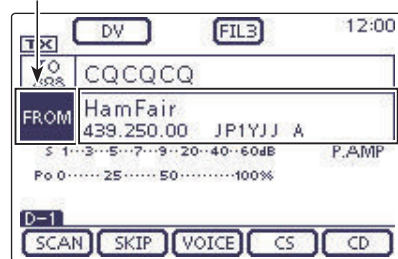 DV FIL3 12:00
TX
TO
CQCQCQ
FROM HamFair
439.250.00 JP1YJJ A
S 1··3···5···7···9··20··40··60dB P.AMP
Po 0······25······50·········100%
D-1
SCAN SKIP VOICE CS CD